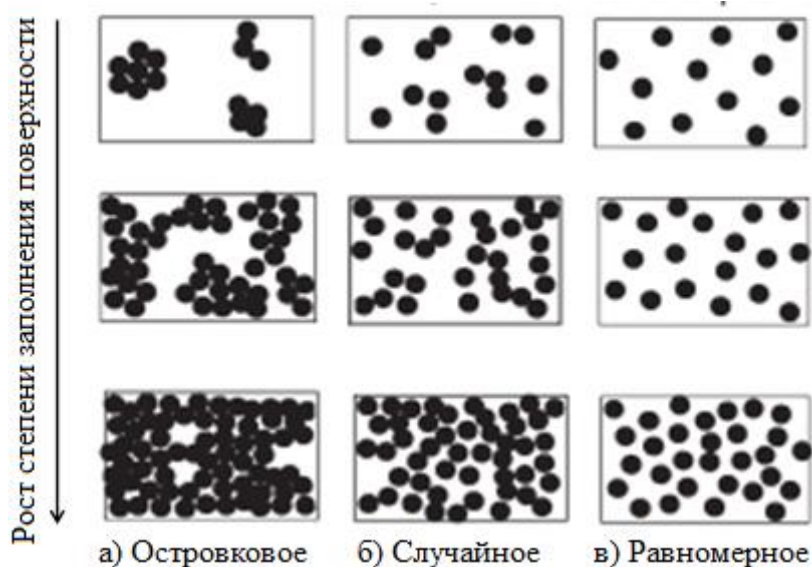 Рост степени заполнения поверхности
а) Островковое б) Случайное в) Равномерное